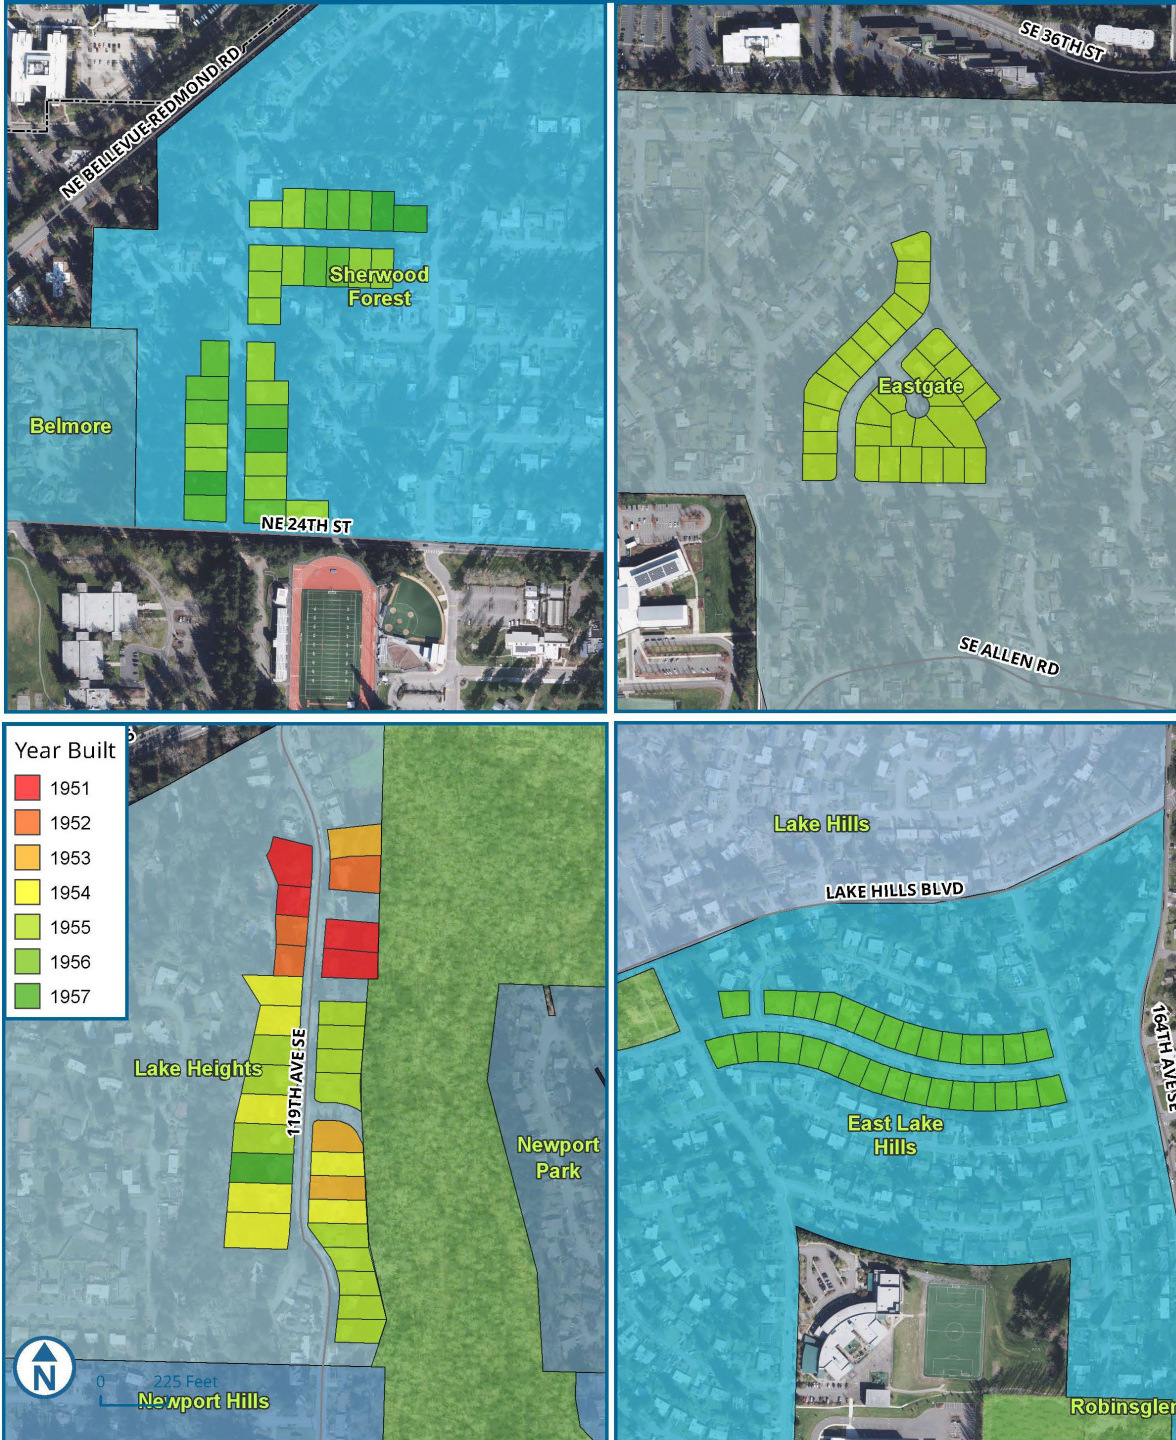 NE BELLEVUE-REDMOND RD
Sherwood
Forest
Belmore
NE 24TH ST
SE 36TH ST
Eastgate
SE ALLEN RD
Year Built
1951
1952
1953
1954
1955
1956
1957
Lake Heights
119TH AVE SE
Newport
Park
N
0 225 Feet
Newport Hills
Lake Hills
LAKE HILLS BLVD
164TH AVE SE
East Lake
Hills
Robinsglen